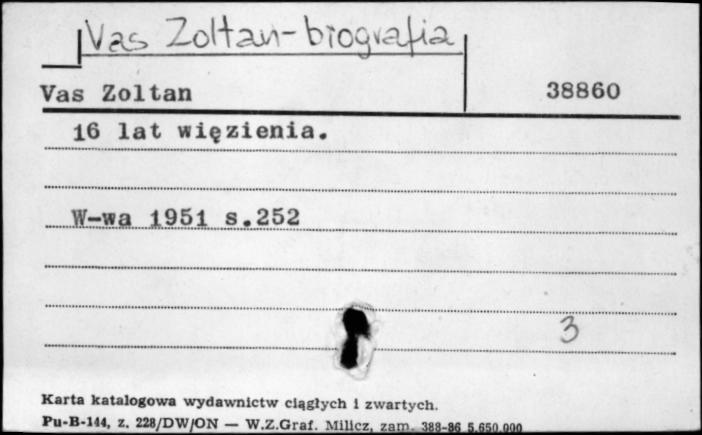 Vas Zoltan-biografia
Vas Zoltan 38860
16 lat więzienia.
W-wa 1951 s.252
3
Karta katalogowa wydawnictw ciągłych i zwartych.
Pu-B-144, z. 228/DW/ON — W.Z.Graf. Milicz, zam. 388-86 5.650.000